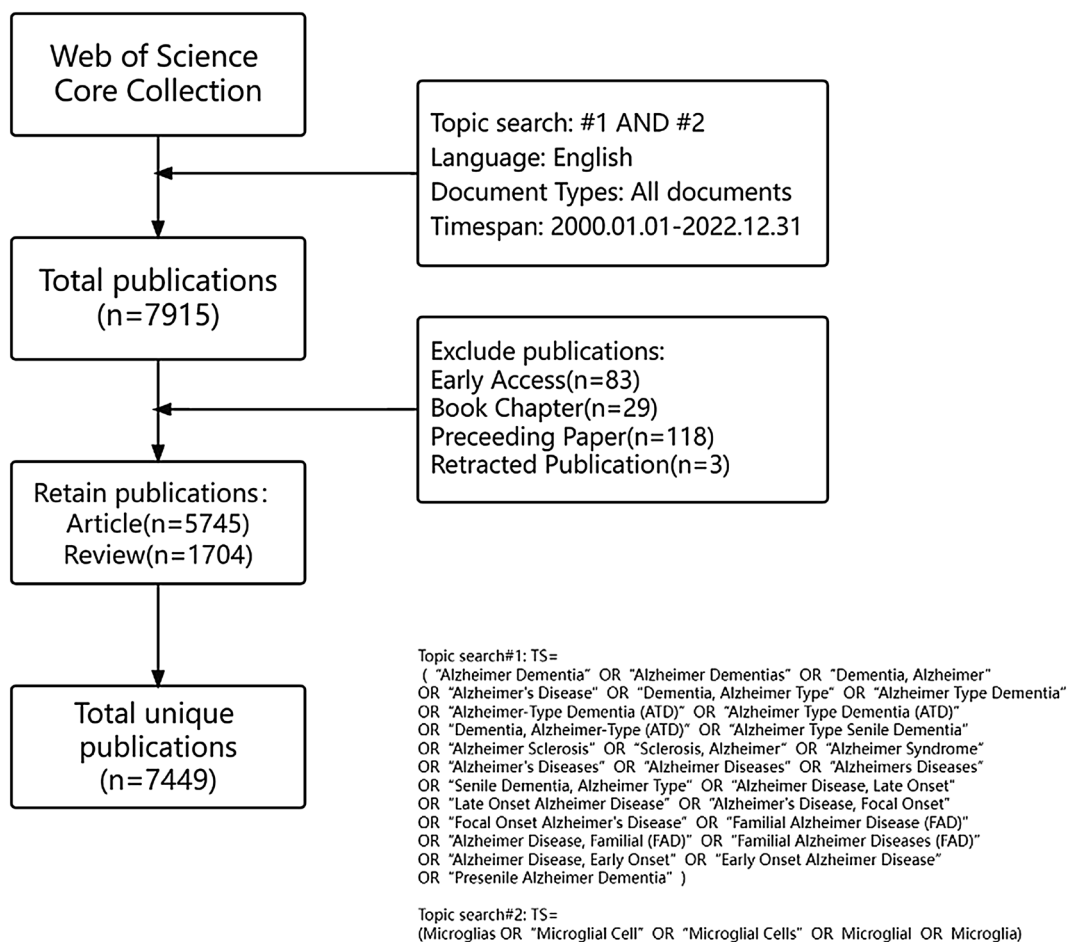 Web of Science
Core Collection
Topic search: #1 AND #2
Language: English
Document Types: All documents
Timespan: 2000.01.01-2022.12.31
Total publications
(n=7915)
Exclude publications:
Early Access(n=83)
Book Chapter(n=29)
Preceeding Paper(n=118)
Retracted Publication(n=3)
Retain publications:
Article(n=5745)
Review(n=1704)
Total unique
publications
(n=7449)
Topic search#1: TS=
( "Alzheimer Dementia" OR "Alzheimer Dementias" OR "Dementia, Alzheimer"
OR "Alzheimer's Disease" OR "Dementia, Alzheimer Type" OR "Alzheimer Type Dementia"
OR "Alzheimer-Type Dementia (ATD)" OR "Alzheimer Type Dementia (ATD)"
OR "Dementia, Alzheimer-Type (ATD)" OR "Alzheimer Type Senile Dementia"
OR "Alzheimer Sclerosis" OR "Sclerosis, Alzheimer" OR "Alzheimer Syndrome"
OR "Alzheimer's Diseases" OR "Alzheimer Diseases" OR "Alzheimers Diseases"
OR "Senile Dementia, Alzheimer Type" OR "Alzheimer Disease, Late Onset"
OR "Late Onset Alzheimer Disease" OR "Alzheimer's Disease, Focal Onset"
OR "Focal Onset Alzheimer's Disease" OR "Familial Alzheimer Disease (FAD)"
OR "Alzheimer Disease, Familial (FAD)" OR "Familial Alzheimer Diseases (FAD)"
OR "Alzheimer Disease, Early Onset" OR "Early Onset Alzheimer Disease"
OR "Presenile Alzheimer Dementia" )
Topic search#2: TS=
(Microglias OR "Microglial Cell" OR "Microglial Cells" OR Microglial OR Microglia)